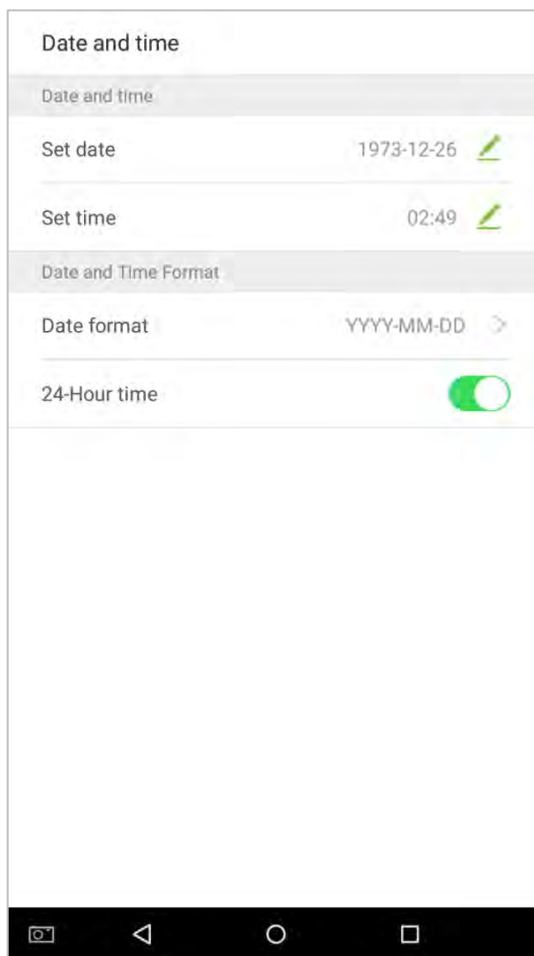 Date and time
Date and time
Set date 1973-12-26
Set time 02:49
Date and Time Format
Date format YYYY-MM-DD >
24-Hour time